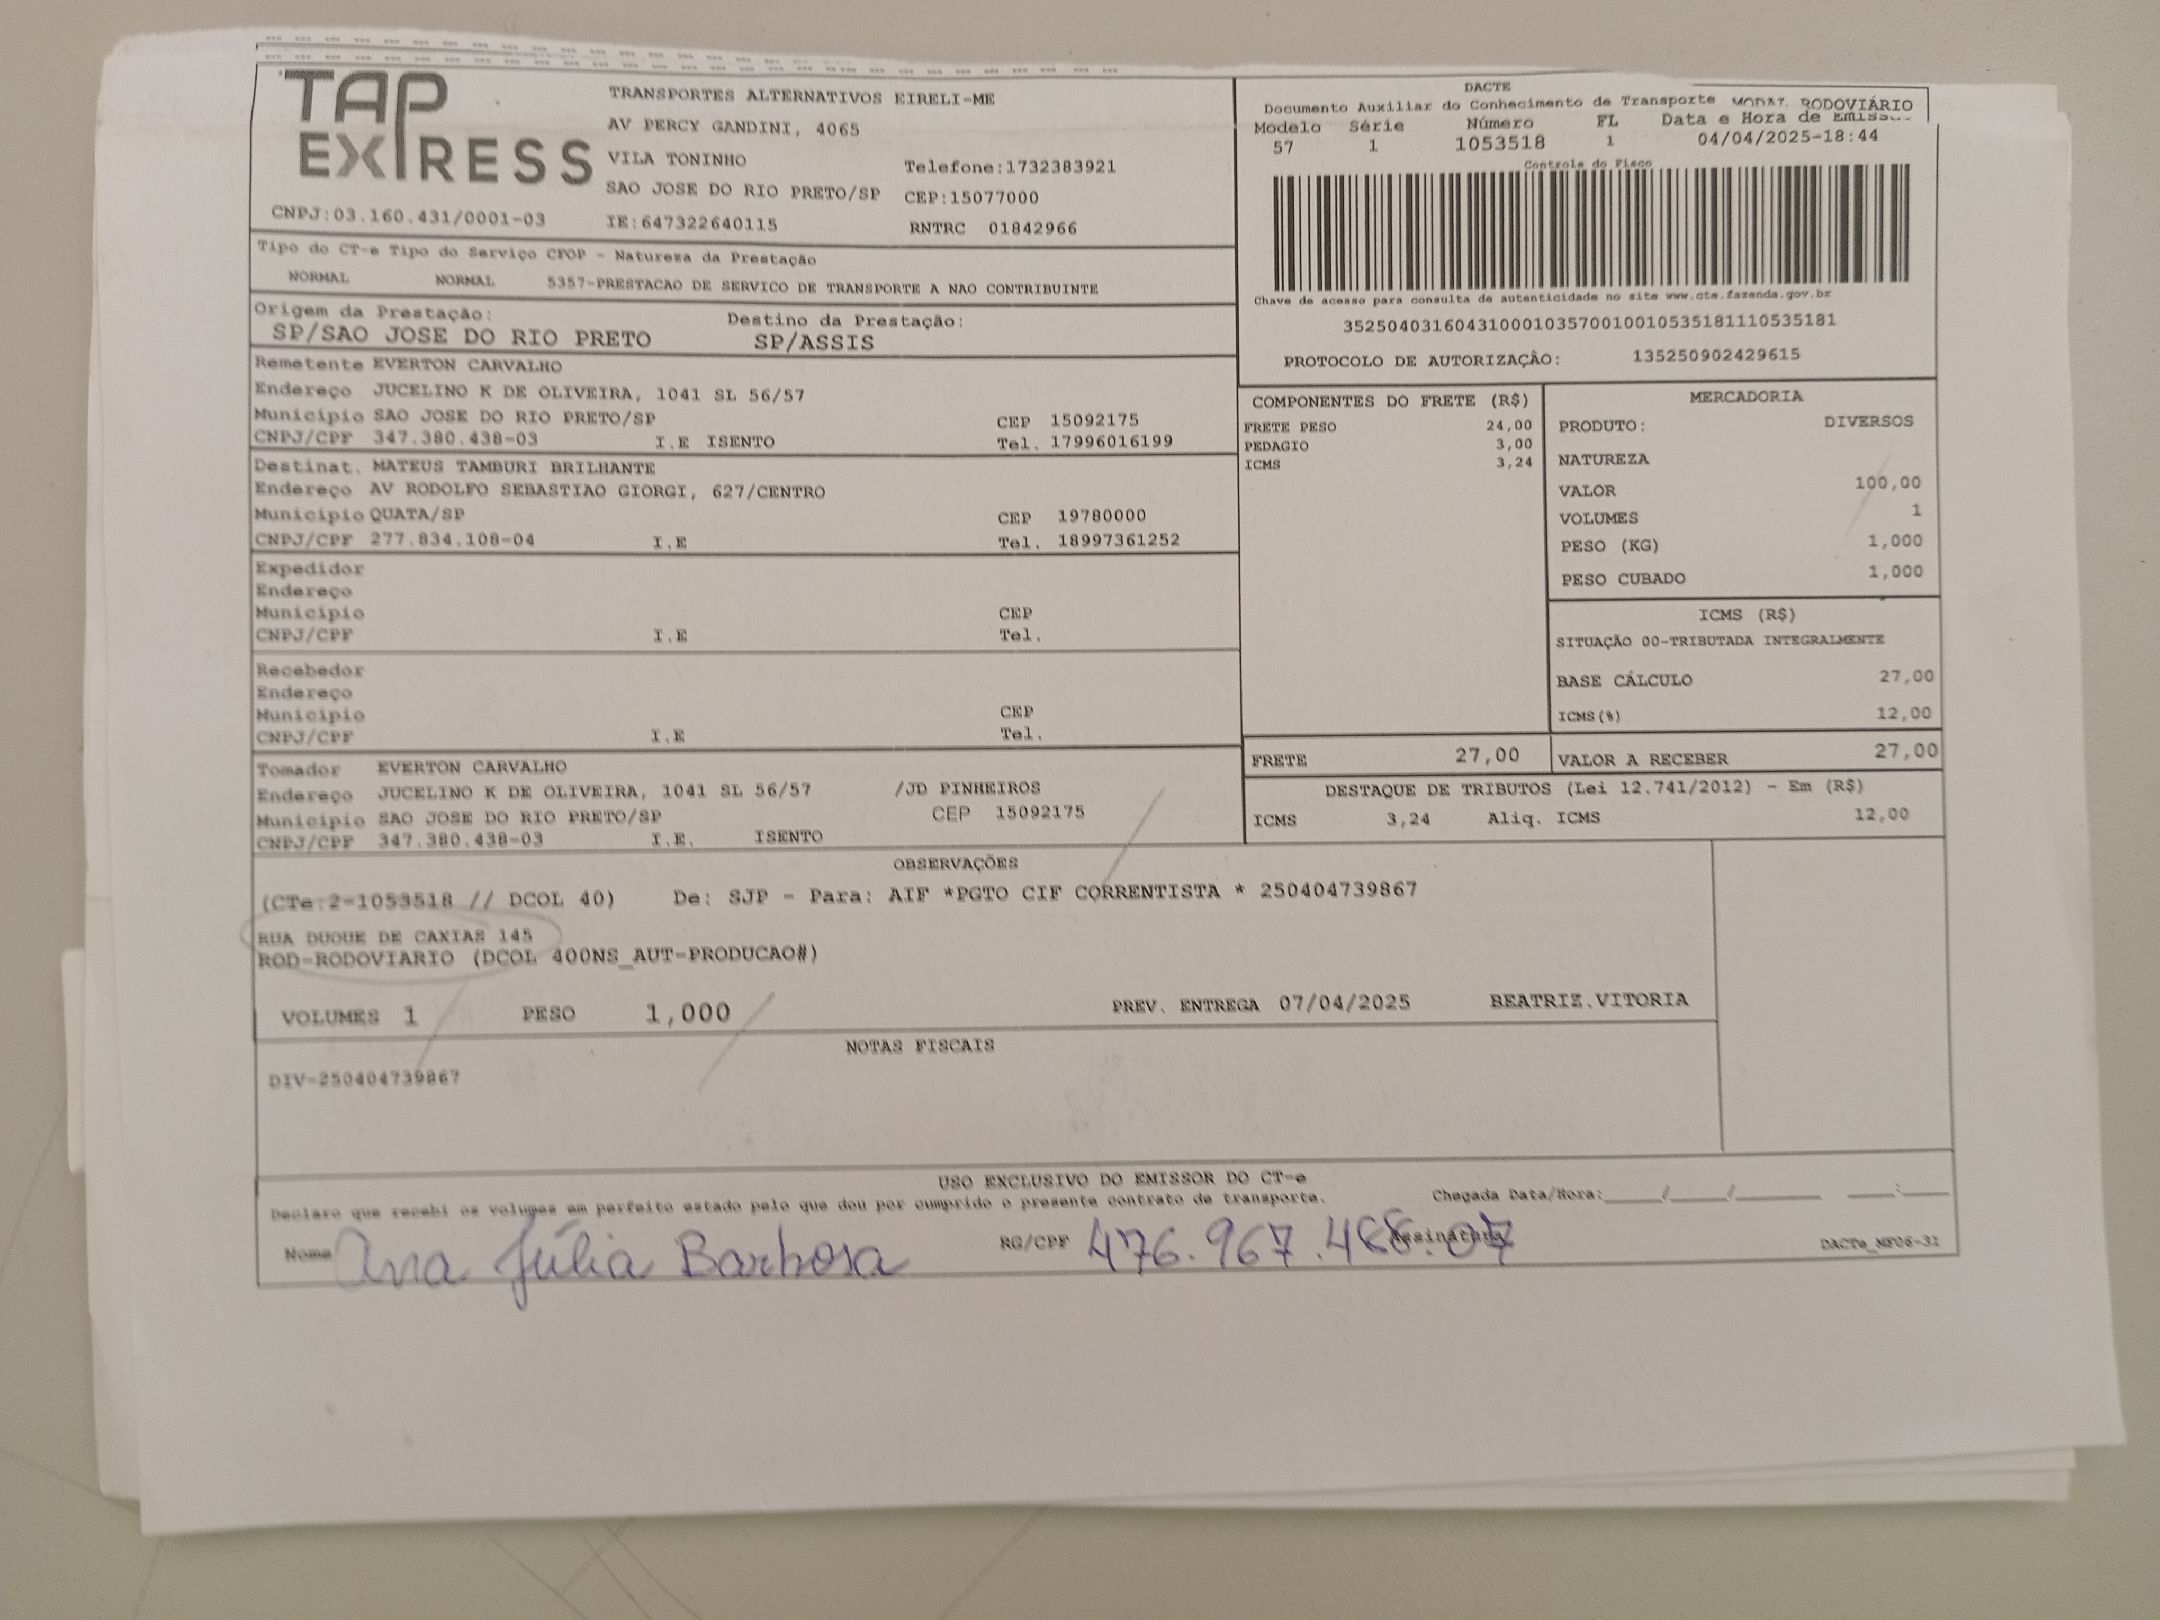 TAP EXPRESS
TRANSPORTES ALTERNATIVOS EIRELI-ME
AV PERCY GANDINI, 4065
VILA TONINHO Telefone:1732383921
SAO JOSE DO RIO PRETO/SP CEP:15077000
CNPJ:03.160.431/0001-03 IE:647322640115 RNTRC 01842966
DACTE
Documento Auxiliar do Conhecimento de Transporte MODAL RODOVIÁRIO
Modelo Série Número FL Data e Hora de Emissão
57 1 1053518 1 04/04/2025-18:44
Controle do Fisco
Chave de acesso para consulta de autenticidade no site www.cte.fazenda.gov.br
35250403160431000103570010010535181110535181
PROTOCOLO DE AUTORIZAÇÃO: 135250902429615
Tipo do CT-e Tipo do Serviço CFOP - Natureza da Prestação
NORMAL NORMAL 5357-PRESTACAO DE SERVICO DE TRANSPORTE A NAO CONTRIBUINTE
Origem da Prestação: Destino da Prestação:
SP/SAO JOSE DO RIO PRETO SP/ASSIS
Remetente EVERTON CARVALHO
Endereço JUCELINO K DE OLIVEIRA, 1041 SL 56/57
Municipio SAO JOSE DO RIO PRETO/SP CEP 15092175
CNPJ/CPF 347.380.438-03 I.E ISENTO Tel. 17996016199
Destinat. MATEUS TAMBURI BRILHANTE
Endereço AV RODOLFO SEBASTIAO GIORGI, 627/CENTRO
Municipio QUATA/SP CEP 19780000
CNPJ/CPF 277.834.108-04 I.E Tel. 18997361252
Expedidor
Endereço
Municipio CEP
CNPJ/CPF I.E Tel.
Recebedor
Endereço
Municipio CEP
CNPJ/CPF I.E Tel.
Tomador EVERTON CARVALHO
Endereço JUCELINO K DE OLIVEIRA, 1041 SL 56/57 /JD PINHEIROS
Municipio SAO JOSE DO RIO PRETO/SP CEP 15092175
CNPJ/CPF 347.380.438-03 I.E. ISENTO
COMPONENTES DO FRETE (R$)
FRETE PESO 24,00
PEDAGIO 3,00
ICMS 3,24
MERCADORIA
PRODUTO: DIVERSOS
NATUREZA
VALOR 100,00
VOLUMES 1
PESO (KG) 1,000
PESO CUBADO 1,000
ICMS (R$)
SITUAÇÃO 00-TRIBUTADA INTEGRALMENTE
BASE CÁLCULO 27,00
ICMS(%) 12,00
FRETE 27,00 VALOR A RECEBER 27,00
DESTAQUE DE TRIBUTOS (Lei 12.741/2012) - Em (R$)
ICMS 3,24 Aliq. ICMS 12,00
OBSERVAÇÕES
(CTe:2-1053518 // DCOL 40) De: SJP - Para: AIF *PGTO CIF CORRENTISTA * 250404739867
RUA DUQUE DE CAXIAS 145
ROD-RODOVIARIO (DCOL 400NS_AUT-PRODUCAO#)
VOLUMES 1 PESO 1,000 PREV. ENTREGA 07/04/2025 BEATRIZ.VITORIA
NOTAS FISCAIS
DIV-250404739867
USO EXCLUSIVO DO EMISSOR DO CT-e
Declaro que recebi os volumes em perfeito estado pelo que dou por cumprido o presente contrato de transporte. Chegada Data/Hora:____/____/____ __:__
Nome Ana Júlia Barbosa RG/CPF 476.967.488.07 Assinatura DACTe_MF06-31